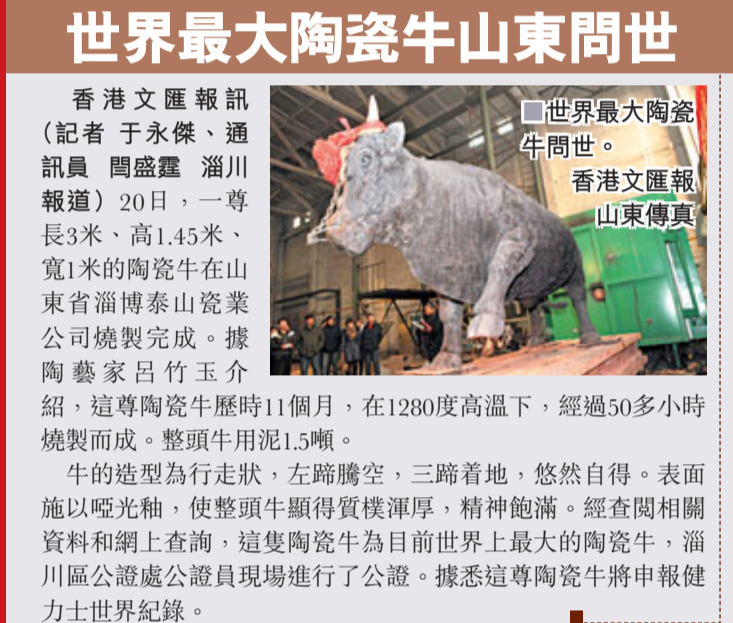 世界最大陶瓷牛山東問世
香港文匯報訊
（記者 于永傑、通
訊員 閆盛霆 淄川
報道）20日，一尊
長3米、高1.45米、
寬1米的陶瓷牛在山
東省淄博泰山瓷業
公司燒製完成。據
陶藝家呂竹玉介
紹，這尊陶瓷牛歷時11個月，在1280度高溫下，經過50多小時
燒製而成。整頭牛用泥1.5噸。
牛的造型為行走狀，左蹄騰空，三蹄着地，悠然自得。表面
施以啞光釉，使整頭牛顯得質樸渾厚，精神飽滿。經查閱相關
資料和網上查詢，這隻陶瓷牛為目前世界上最大的陶瓷牛，淄
川區公證處公證員現場進行了公證。據悉這尊陶瓷牛將申報健
力士世界紀錄。
■世界最大陶瓷
牛問世。
香港文匯報
山東傳真